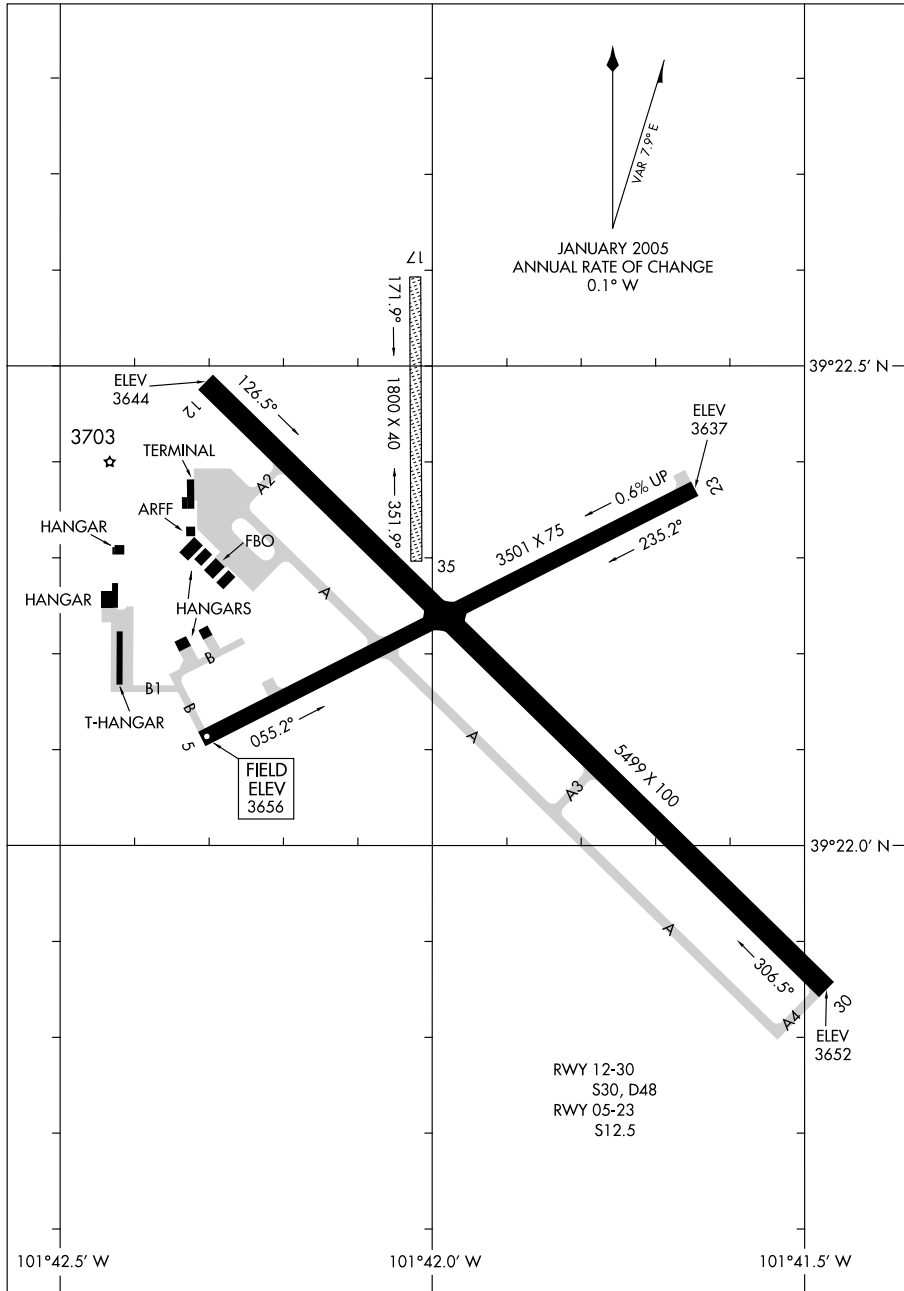 VAR 7.9° E
JANUARY 2005
ANNUAL RATE OF CHANGE
0.1° W
17
171.9°
1800 X 40
351.9°
35
39°22.5' N
ELEV
3644
12
126.5°
ELEV
3637
23
0.6% UP
3501 X 75
235.2°
3703
TERMINAL
A2
ARFF
HANGAR
FBO
HANGAR
HANGARS
A
B
B1
B
T-HANGAR
5
055.2°
FIELD
ELEV
3656
A
A3
5499 X 100
39°22.0' N
A
306.5°
A4
30
ELEV
3652
RWY 12-30
S30, D48
RWY 05-23
S12.5
101°42.5' W
101°42.0' W
101°41.5' W